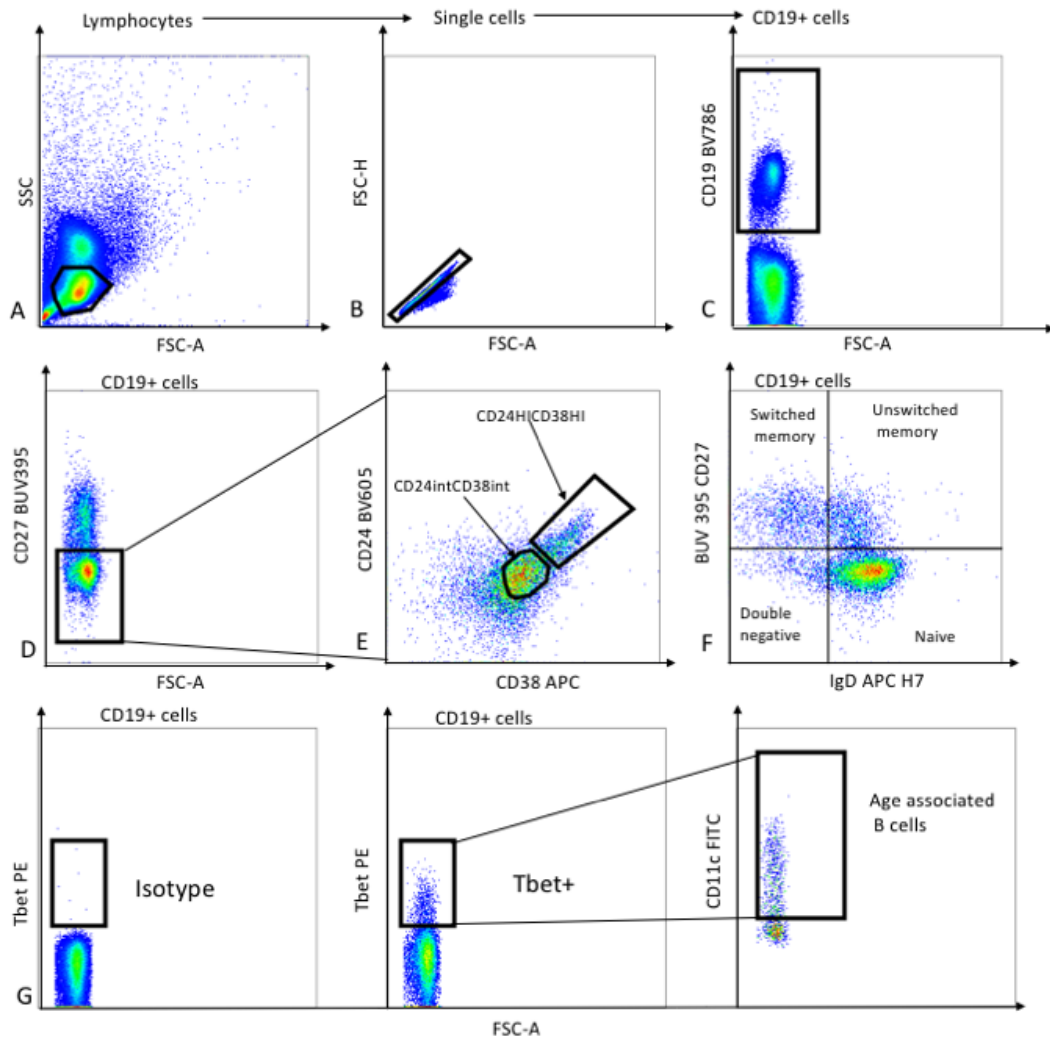 Lymphocytes
Single cells
CD19+ cells
SSC
FSC-H
CD19 BV786
A
B
C
FSC-A
FSC-A
FSC-A
CD19+ cells
CD19+ cells
CD27 BUV395
CD24 BV605
BUV 395 CD27
CD24HICD38HI
CD24intCD38int
Switched
memory
Unswitched
memory
Double
negative
Naive
D
E
F
FSC-A
CD38 APC
IgD APC H7
CD19+ cells
CD19+ cells
Tbet PE
Isotype
Tbet PE
Tbet+
CD11c FITC
Age associated
B cells
G
FSC-A